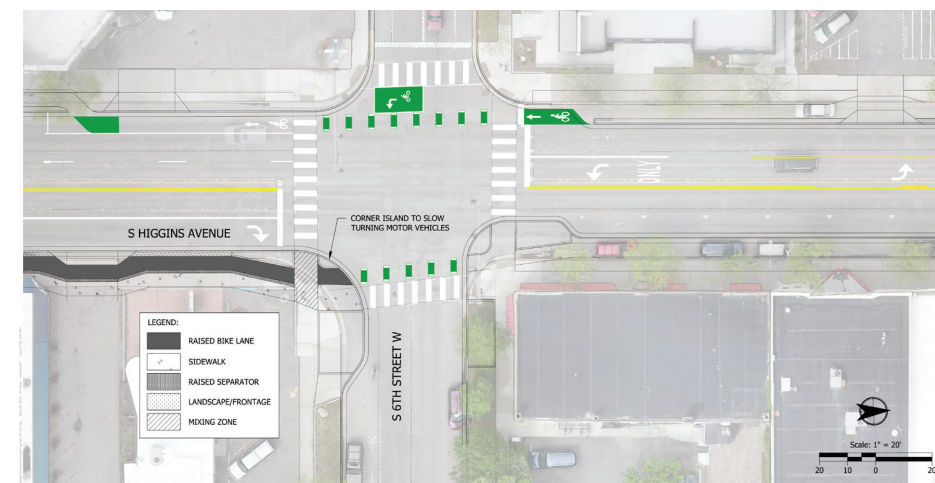 ONLY
CORNER ISLAND TO SLOW
TURNING MOTOR VEHICLES
S HIGGINS AVENUE
S 6TH STREET W
LEGEND:
RAISED BIKE LANE
SIDEWALK
RAISED SEPARATOR
LANDSCAPE/FRONTAGE
MIXING ZONE
Scale: 1" = 20'
20 10 0 20